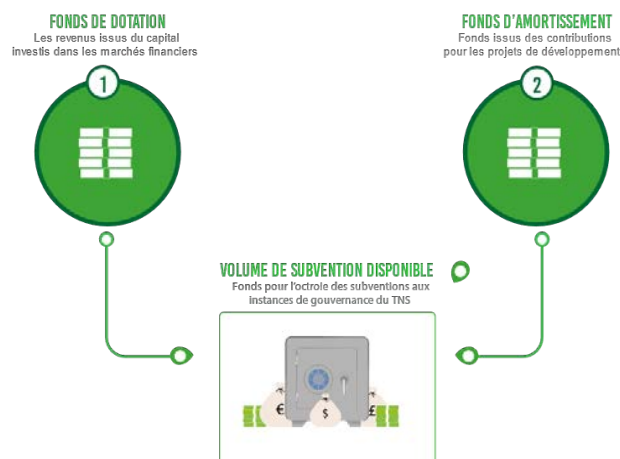 FONDS DE DOTATION
Les revenus issus du capital
investis dans les marchés financiers
1
FONDS D'AMORTISSEMENT
Fonds issus des contributions
pour les projets de développement
2
VOLUME DE SUBVENTION DISPONIBLE
Fonds pour l'octroie des subventions aux
instances de gouvernance du TNS
€ $ £